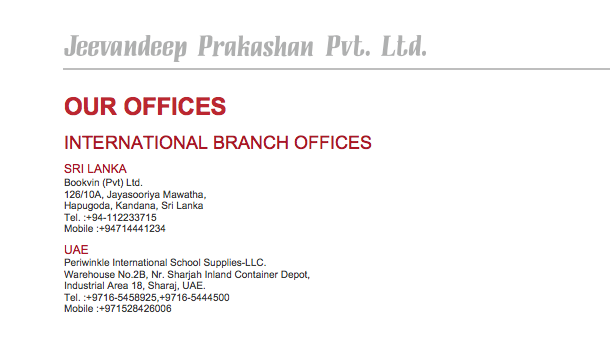 Jeevandeep Prakashan Pvt. Ltd.
OUR OFFICES
INTERNATIONAL BRANCH OFFICES
SRI LANKA
Bookvin (Pvt) Ltd.
126/10A, Jayasooriya Mawatha,
Hapugoda, Kandana, Sri Lanka
Tel. :+94-112233715
Mobile :+94714441234
UAE
Periwinkle International School Supplies-LLC.
Warehouse No.2B, Nr. Sharjah Inland Container Depot,
Industrial Area 18, Sharaj, UAE.
Tel. :+9716-5458925,+9716-5444500
Mobile :+971528426006